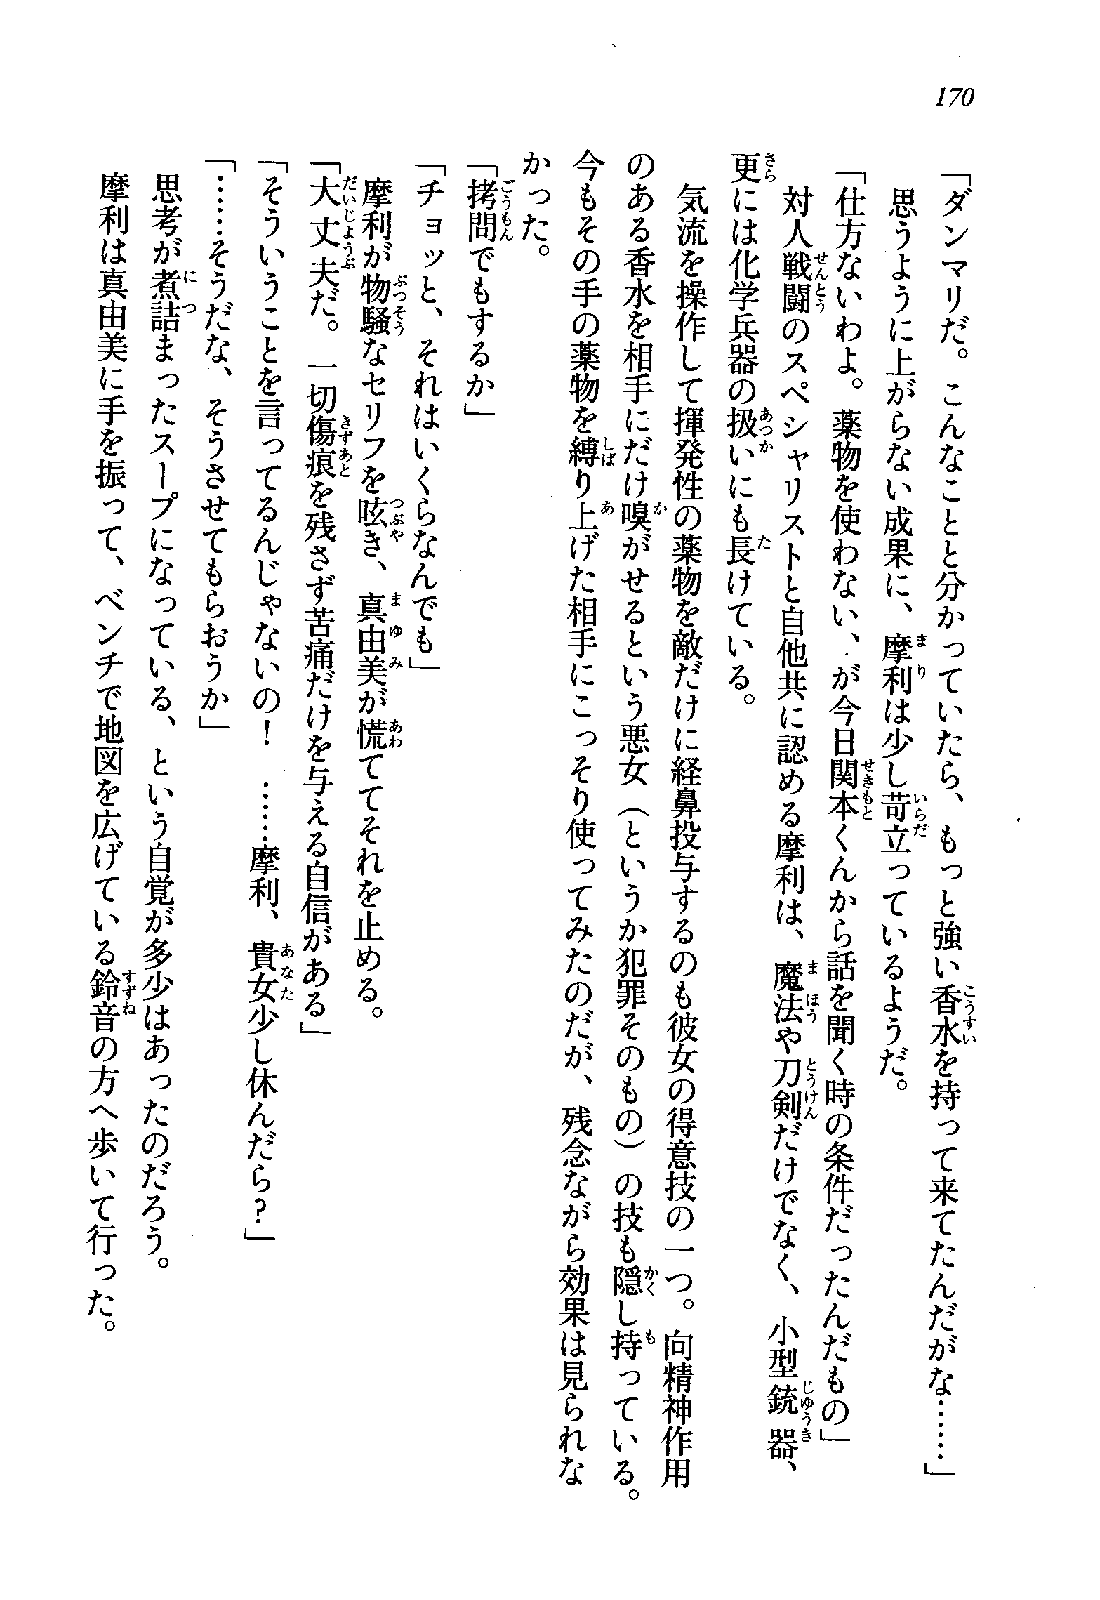 170
「ダンマリだ。こんなことと分かっていたら、もっと強い香水を持って来てたんだがな……」
思うように上がらない成果に、摩利は少し苛立っているようだ。
「仕方ないわよ。薬物を使わない、が今日関本くんから話を聞く時の条件だったんだもの」
対人戦闘のスペシャリストと自他共に認める摩利は、魔法や刀剣だけでなく、小型銃器、
更には化学兵器の扱いにも長けている。
気流を操作して揮発性の薬物を敵だけに経鼻投与するのも彼女の得意技の一つ。向精神作用
のある香水を相手にだけ嗅がせるという悪女（というか犯罪そのもの）の技も隠し持っている。
今もその手の薬物を縛り上げた相手にこっそり使ってみたのだが、残念ながら効果は見られな
かった。
「拷問でもするか」
「チョッと、それはいくらなんでも」
摩利が物騒なセリフを呟き、真由美が慌ててそれを止める。
「大丈夫だ。一切傷痕を残さず苦痛だけを与える自信がある」
「そういうことを言ってるんじゃないの！　……摩利、貴女少し休んだら？」
「……そうだな、そうさせてもらおうか」
思考が煮詰まったスープになっている、という自覚が多少はあったのだろう。
摩利は真由美に手を振って、ベンチで地図を広げている鈴音の方へ歩いて行った。